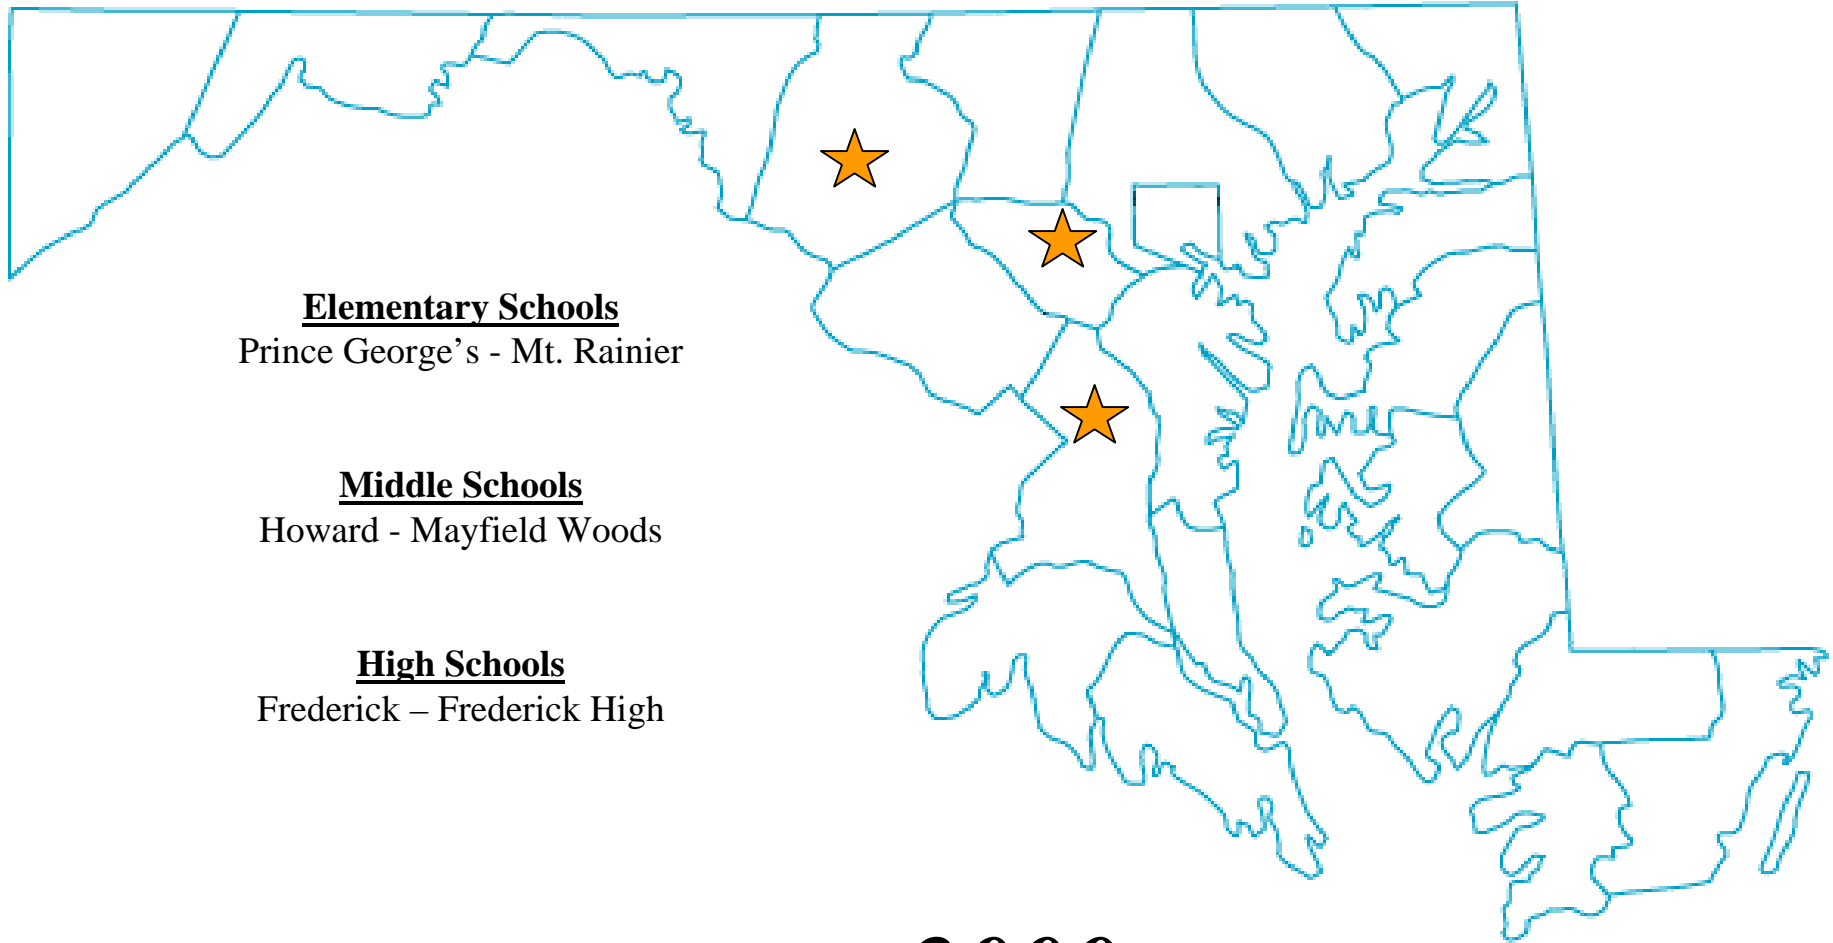 Elementary Schools
Prince George’s - Mt. Rainier
Middle Schools
Howard - Mayfield Woods
High Schools
Frederick – Frederick High